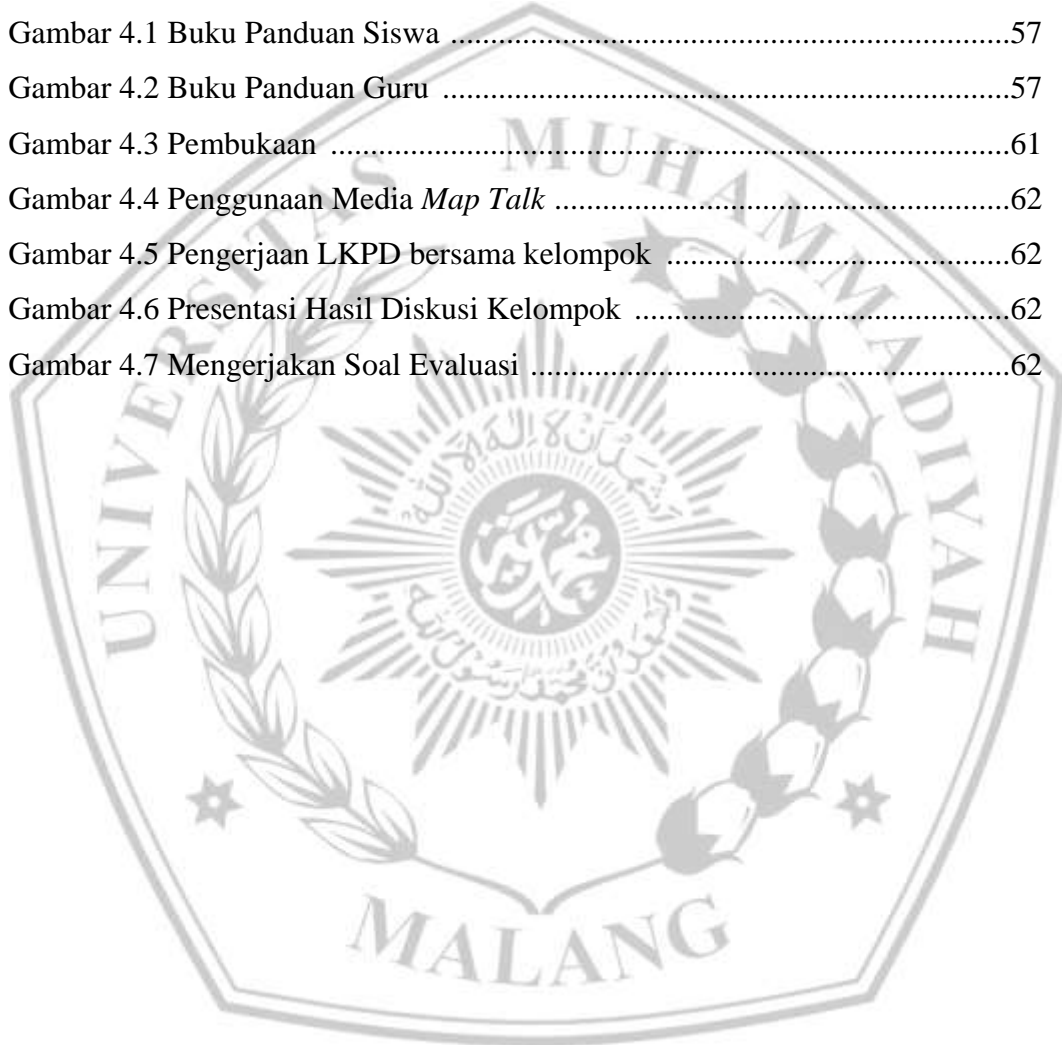 Gambar 4.1 Buku Panduan Siswa ......................................................................57
Gambar 4.2 Buku Panduan Guru .......................................................................57
Gambar 4.3 Pembukaan .....................................................................................61
Gambar 4.4 Penggunaan Media Map Talk .........................................................62
Gambar 4.5 Pengerjaan LKPD bersama kelompok ...........................................62
Gambar 4.6 Presentasi Hasil Diskusi Kelompok ...............................................62
Gambar 4.7 Mengerjakan Soal Evaluasi ............................................................62
UNIVERSITAS MUHAMMADIYAH
MALANG